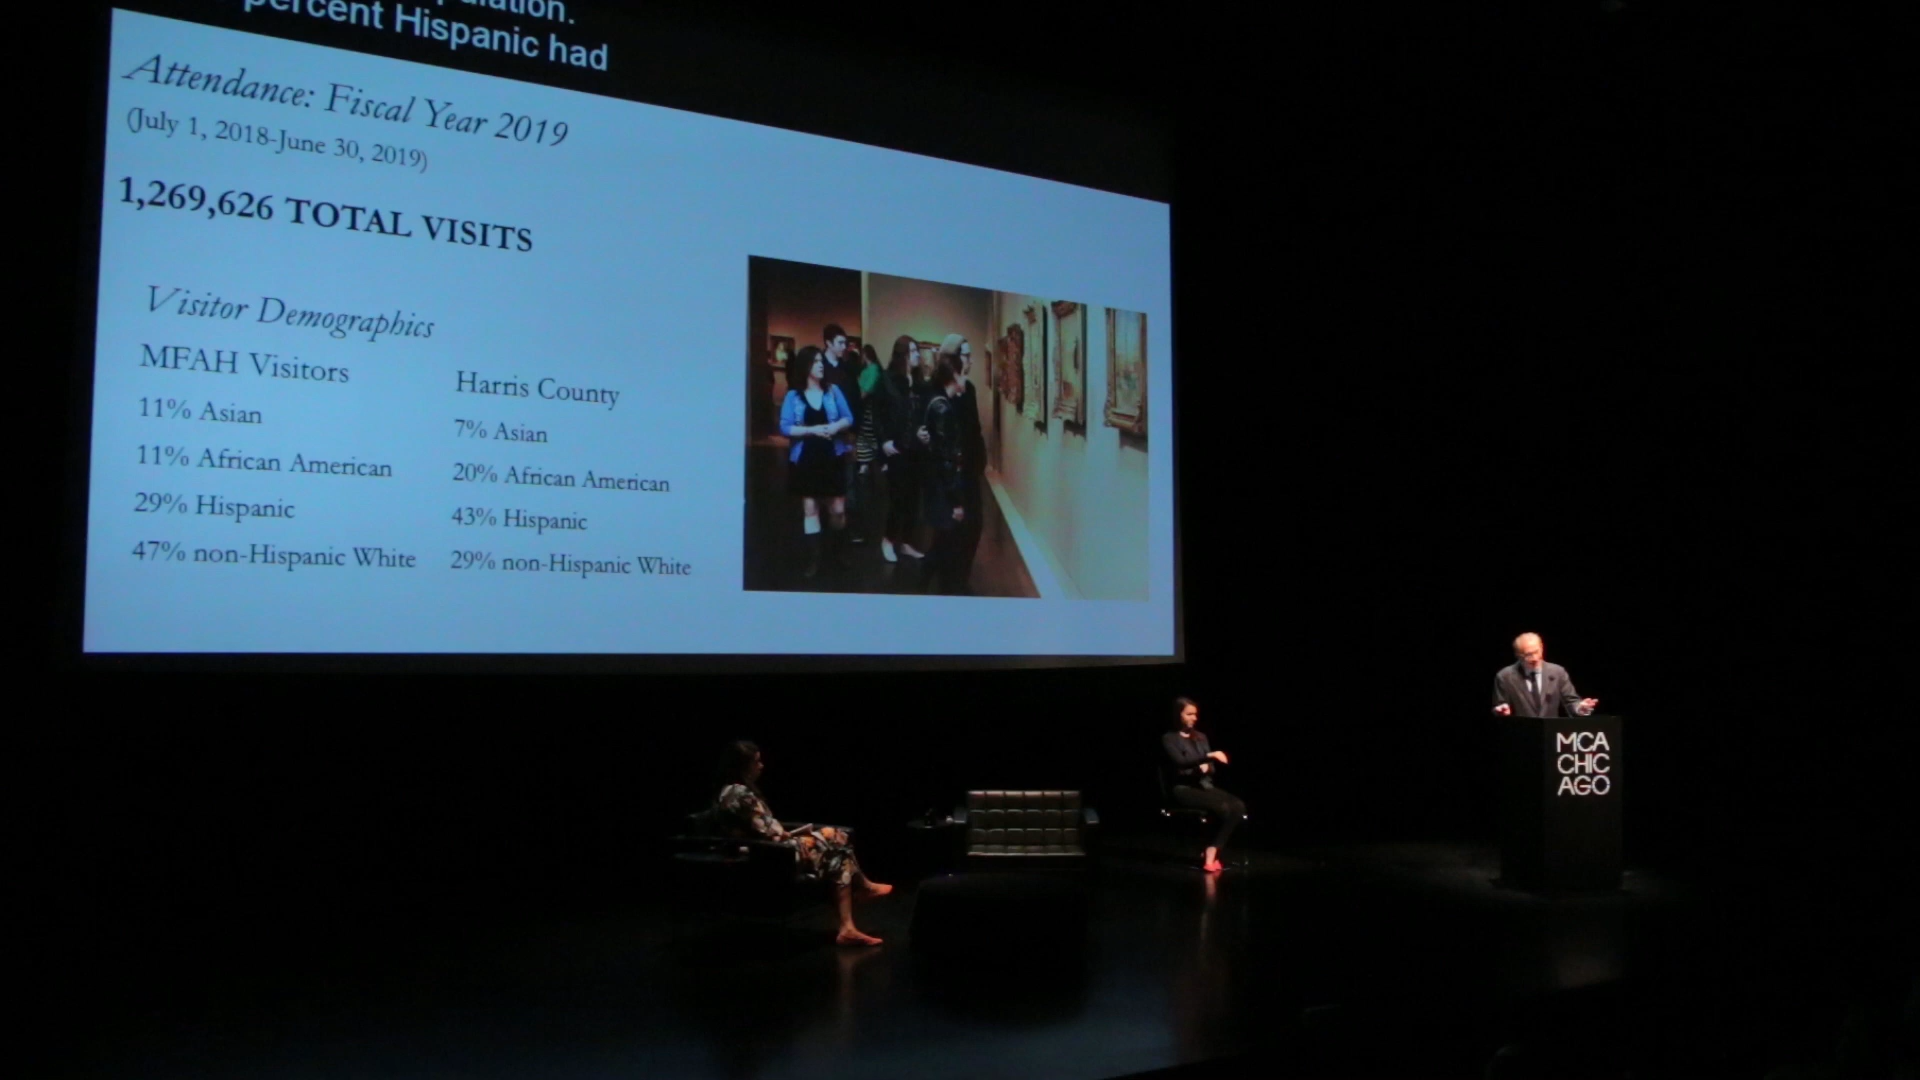 percent Hispanic had
Attendance: Fiscal Year 2019
(July 1, 2018-June 30, 2019)
1,269,626 TOTAL VISITS
Visitor Demographics
MFAH Visitors
11% Asian
11% African American
29% Hispanic
47% non-Hispanic White
Harris County
7% Asian
20% African American
43% Hispanic
29% non-Hispanic White
MCA
CHIC
AGO